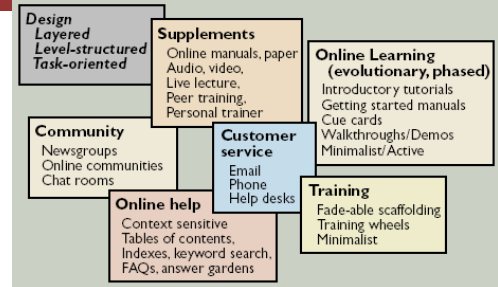 Design
Layered
Level-structured
Task-oriented
Supplements
Online manuals, paper
Audio, video,
Live lecture,
Peer training,
Personal trainer
Online Learning
(evolutionary, phased)
Introductory tutorials
Getting started manuals
Cue cards
Walkthroughs/Demos
Minimalist/Active
Community
Newsgroups
Online communities
Chat rooms
Customer
service
Email
Phone
Help desks
Online help
Context sensitive
Tables of contents,
Indexes, keyword search,
FAQs, answer gardens
Training
Fade-able scaffolding
Training wheels
Minimalist